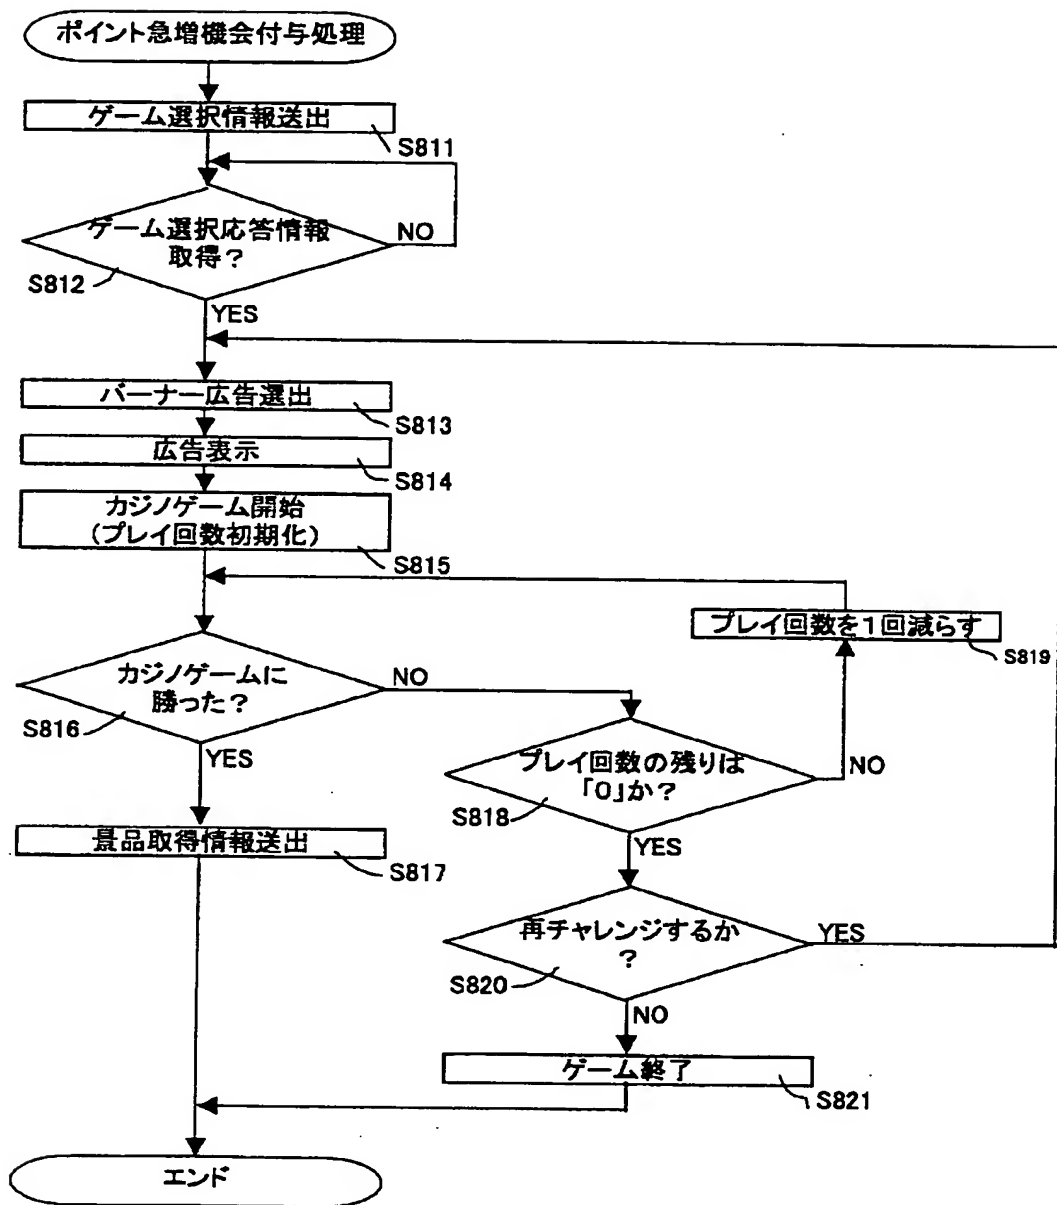 ポイント急増機会付与処理
ゲーム選択情報送出
S811
ゲーム選択応答情報
取得？
NO
S812
YES
バーナー広告選出
S813
広告表示
S814
カジノゲーム開始
（プレイ回数初期化）
S815
プレイ回数を１回減らす
S819
カジノゲームに
勝った？
NO
S816
YES
プレイ回数の残りは
「０」か？
NO
S818
YES
景品取得情報送出
S817
再チャレンジするか
？
YES
S820
NO
ゲーム終了
S821
エンド